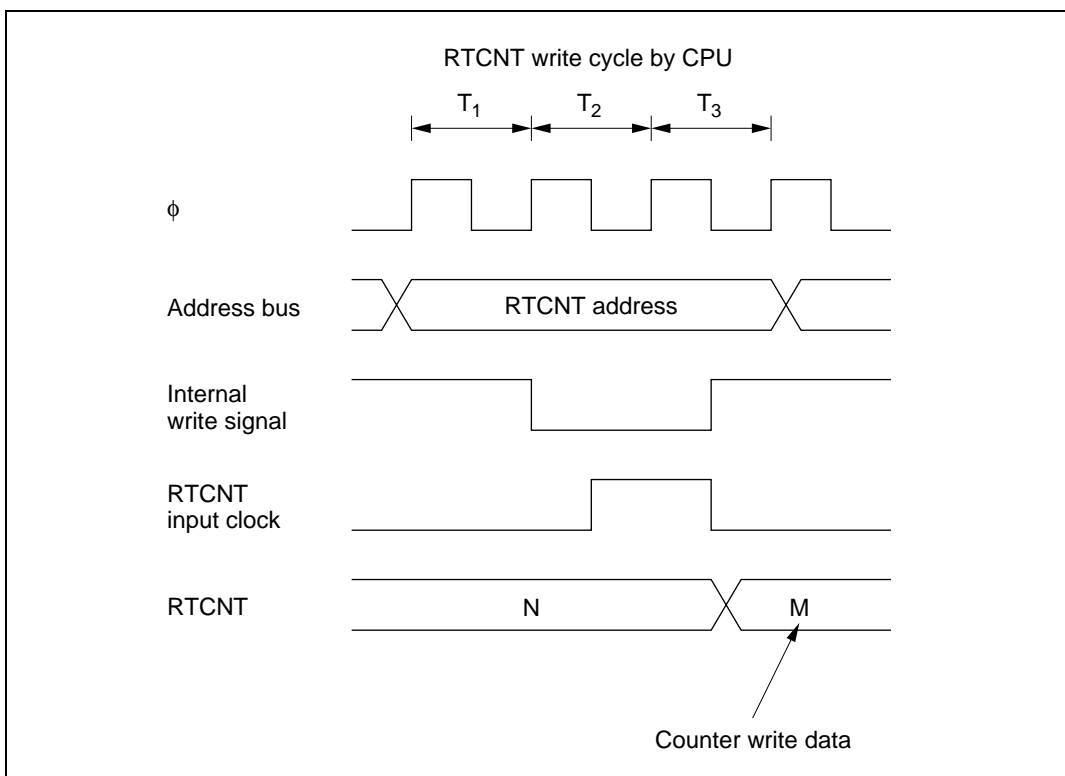 RTCNT write cycle by CPU
T1 T2 T3
ϕ
Address bus
RTCNT address
Internal
write signal
RTCNT
input clock
RTCNT
N
M
Counter write data